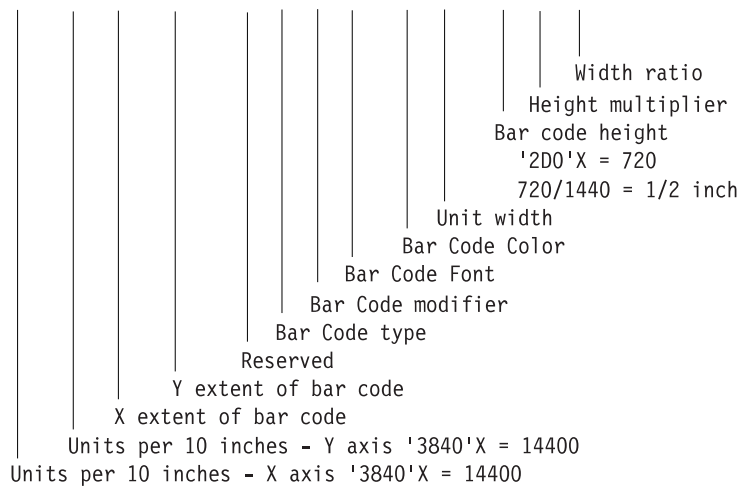 Width ratio
Height multiplier
Bar code height
'2D0'X = 720
720/1440 = 1/2 inch
Unit width
Bar Code Color
Bar Code Font
Bar Code modifier
Bar Code type
Reserved
Y extent of bar code
X extent of bar code
Units per 10 inches – Y axis '3840'X = 14400
Units per 10 inches – X axis '3840'X = 14400